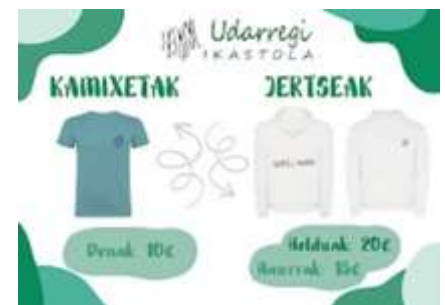 Udarregi
IKASTOLA
KAMIXETAK
JERTSEAK
Denak 10€
Helduak 20€
Haurrak 15€